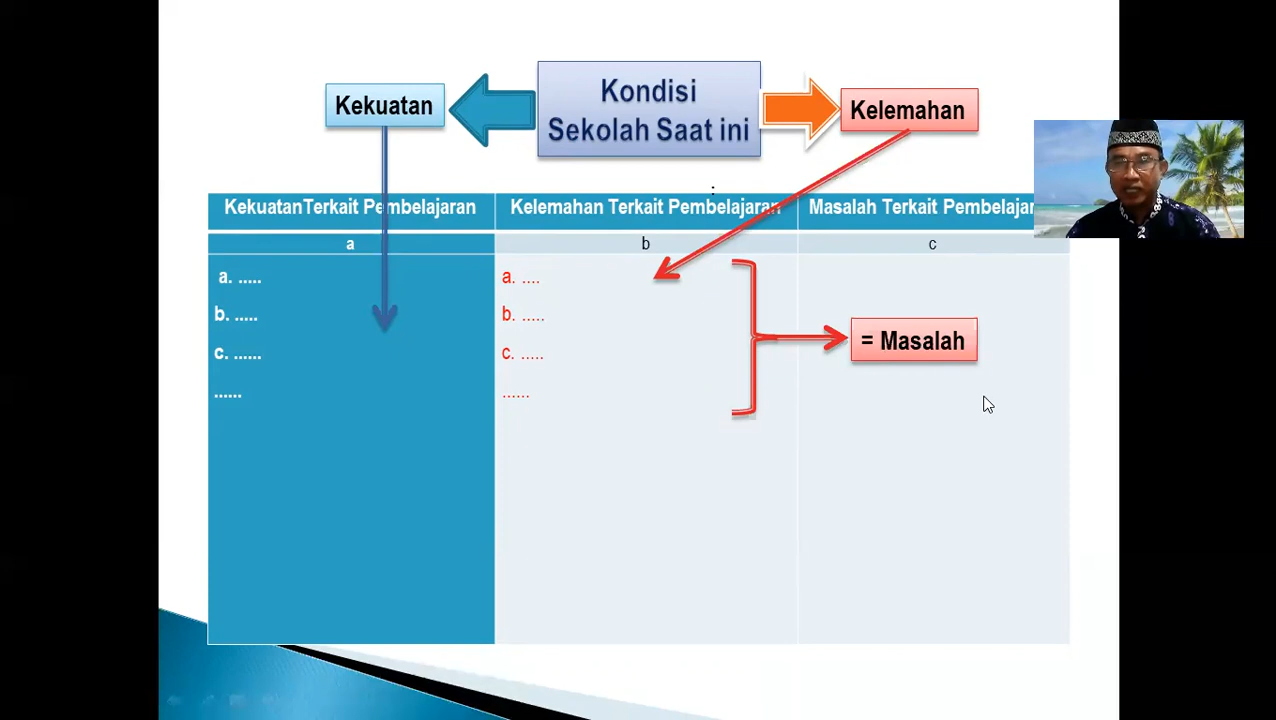 Kondisi
Sekolah Saat ini
Kekuatan
Kelemahan
:
KekuatanTerkait Pembelajaran
Kelemahan Terkait Pembelajaran
Masalah Terkait Pembelajar
a
b
c
a. .....
b. .....
c. ......
......
a. ....
b. .....
c. .....
......
= Masalah